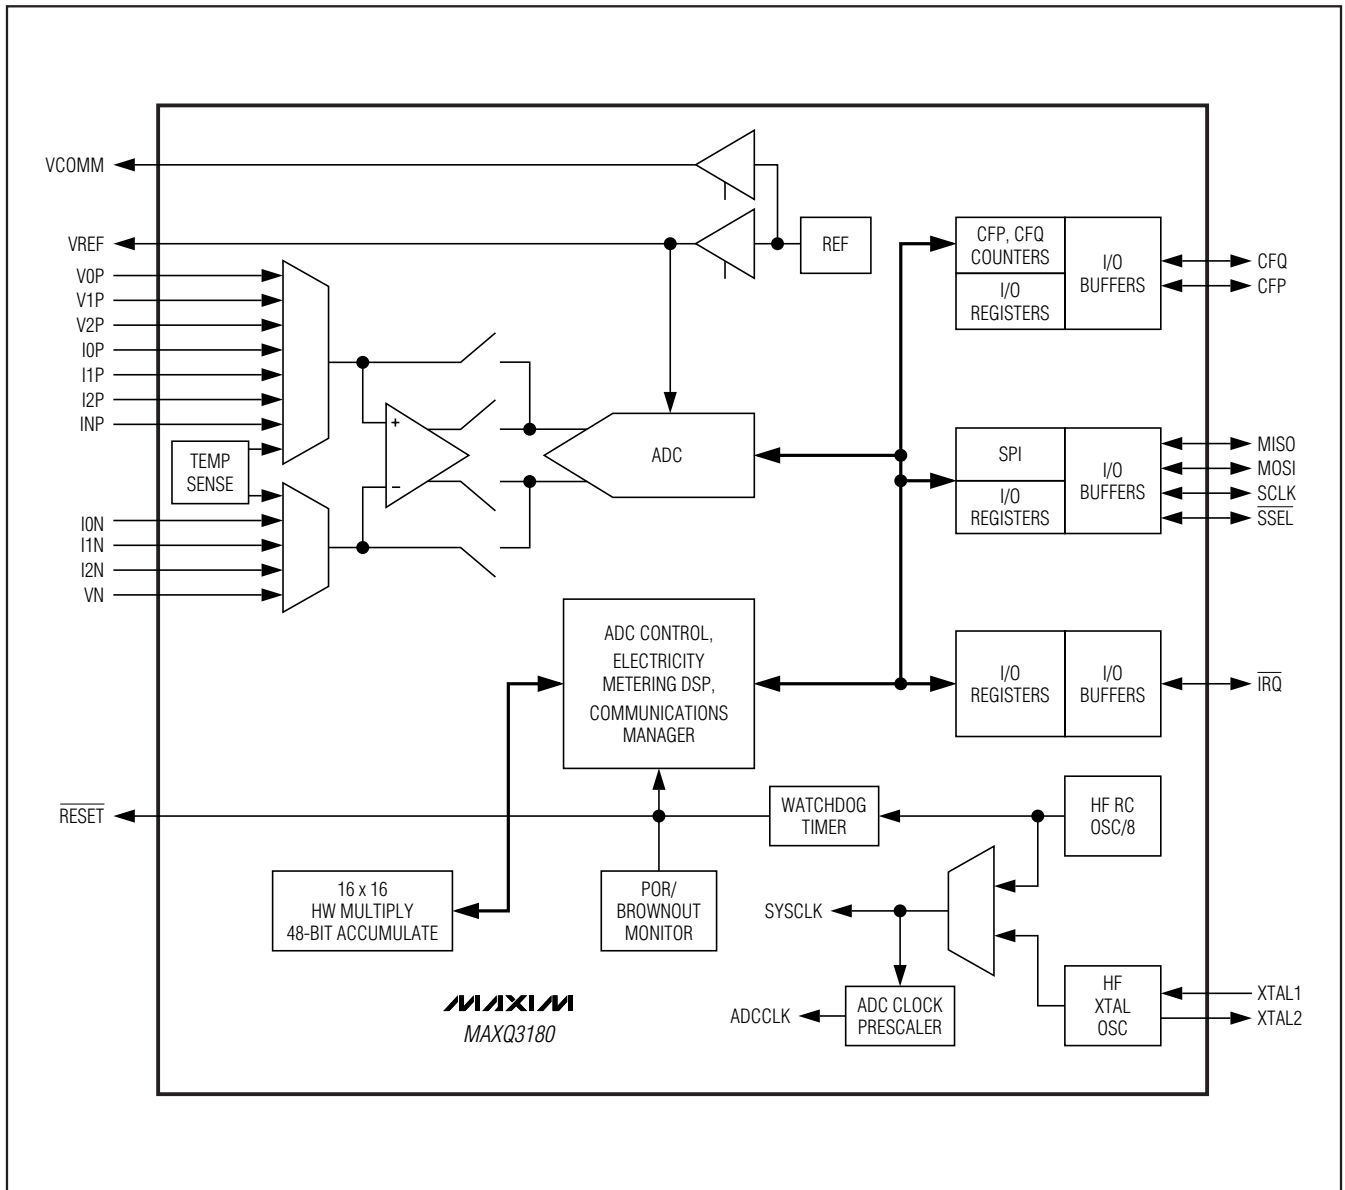 VCOMM
VREF
REF
V0P
V1P
V2P
I0P
I1P
I2P
INP
TEMP
SENSE
I0N
I1N
I2N
VN
+
−
ADC
CFP, CFQ
COUNTERS
I/O
REGISTERS
I/O
BUFFERS
CFQ
CFP
SPI
I/O
REGISTERS
I/O
BUFFERS
MISO
MOSI
SCLK
SSEL
ADC CONTROL,
ELECTRICITY
METERING DSP,
COMMUNICATIONS
MANAGER
I/O
REGISTERS
I/O
BUFFERS
IRQ
RESET
WATCHDOG
TIMER
HF RC
OSC/8
16 x 16
HW MULTIPLY
48-BIT ACCUMULATE
POR/
BROWNOUT
MONITOR
SYSCLK
ADCCLK
ADC CLOCK
PRESCALER
HF
XTAL
OSC
XTAL1
XTAL2
MAXIM
MAXQ3180